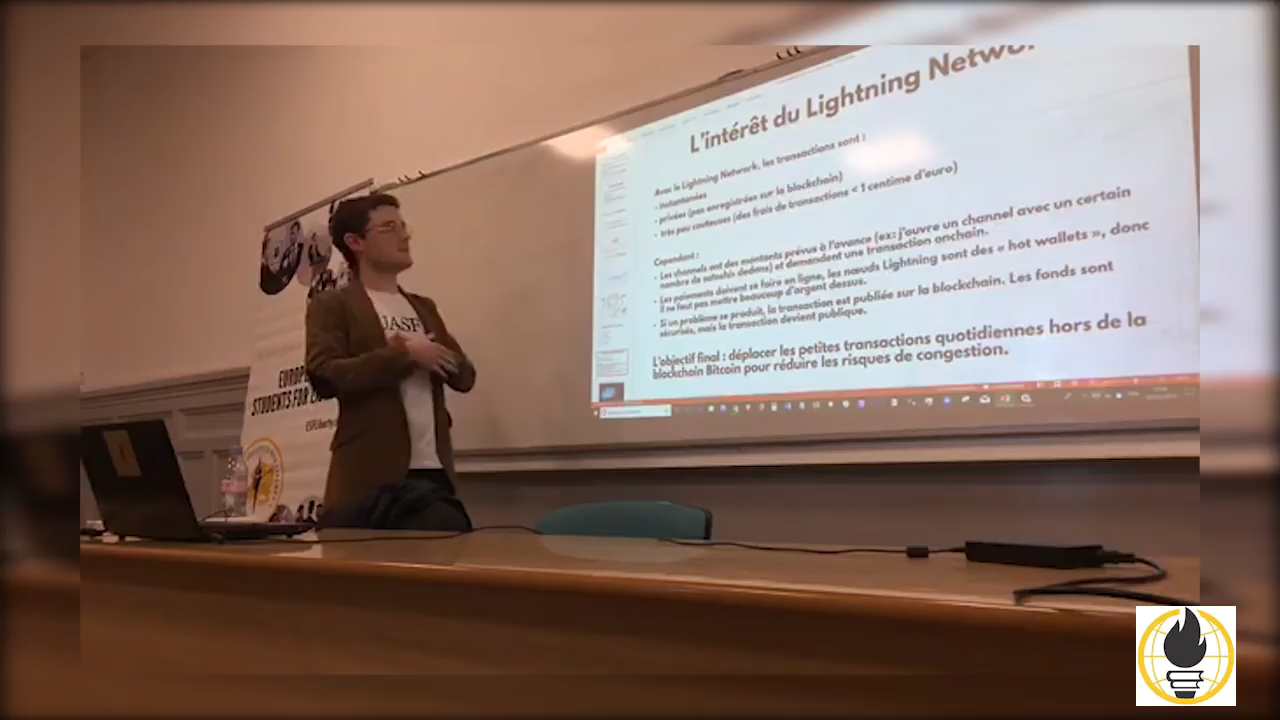 L'intérêt du Lightning Network
Avec le Lightning Network, les transactions sont :
- instantanées
- privées (pas enregistrées sur la blockchain)
- très peu couteuses (des frais de transactions < 1 centime d'euro)
Cependant :
- Les channels ont des montants prévus à l'avance (ex: j'ouvre un channel avec un certain
nombre de satoshis dedans) et demandent une transaction onchain.
- Les paiements doivent se faire en ligne, les nœuds Lightning sont des « hot wallets », donc
il ne faut pas mettre beaucoup d'argent dessus.
- Si un problème se produit, la transaction est publiée sur la blockchain. Les fonds sont
sécurisés, mais la transaction devient publique.
L'objectif final : déplacer les petites transactions quotidiennes hors de la
blockchain Bitcoin pour réduire les risques de congestion.
UASF
EUROP
STUDENTS FOR LI
ESFLiberty.o